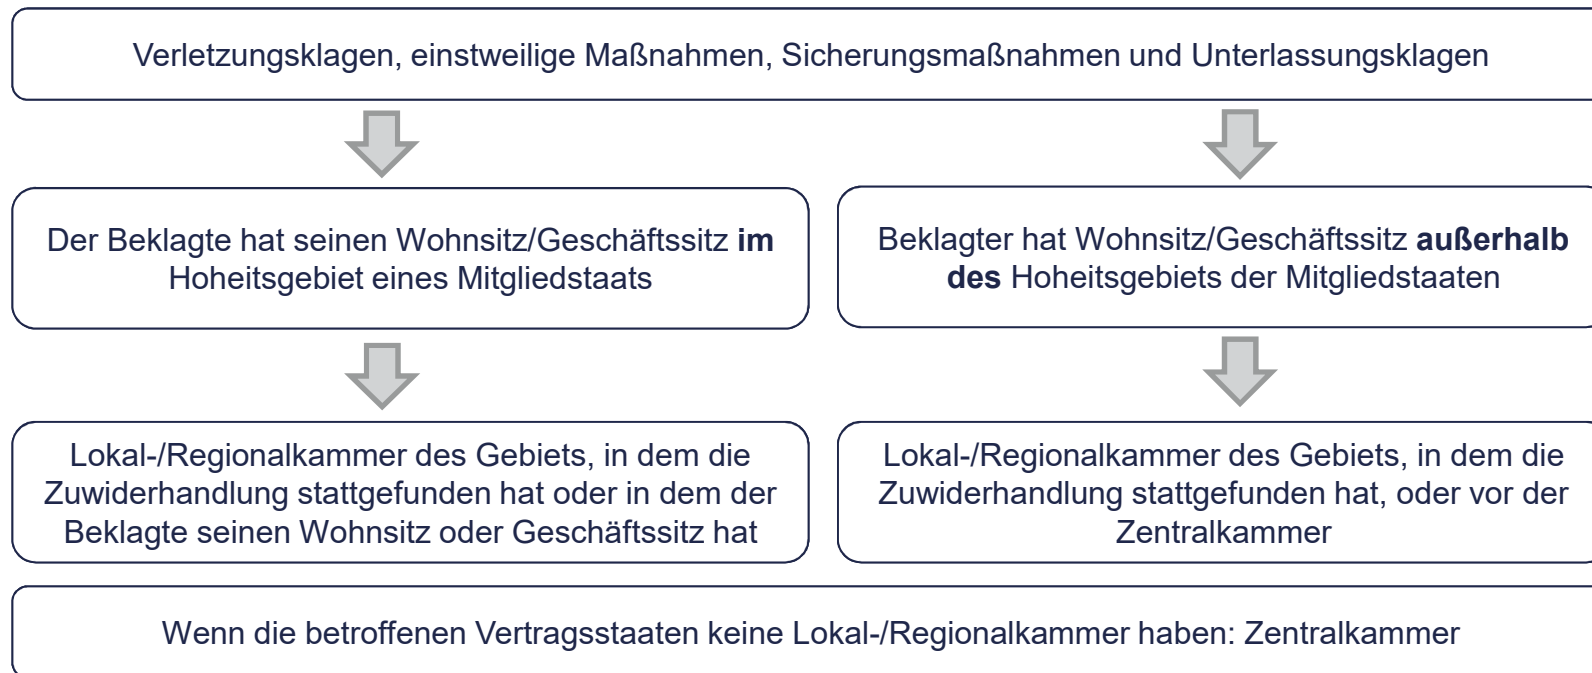 Verletzungsklagen, einstweilige Maßnahmen, Sicherungsmaßnahmen und Unterlassungsklagen
Der Beklagte hat seinen Wohnsitz/Geschäftssitz im
Hoheitsgebiet eines Mitgliedstaats
Beklagter hat Wohnsitz/Geschäftssitz außerhalb
des Hoheitsgebiets der Mitgliedstaaten
Lokal-/Regionalkammer des Gebiets, in dem die
Zuwiderhandlung stattgefunden hat oder in dem der
Beklagte seinen Wohnsitz oder Geschäftssitz hat
Lokal-/Regionalkammer des Gebiets, in dem die
Zuwiderhandlung stattgefunden hat, oder vor der
Zentralkammer
Wenn die betroffenen Vertragsstaaten keine Lokal-/Regionalkammer haben: Zentralkammer